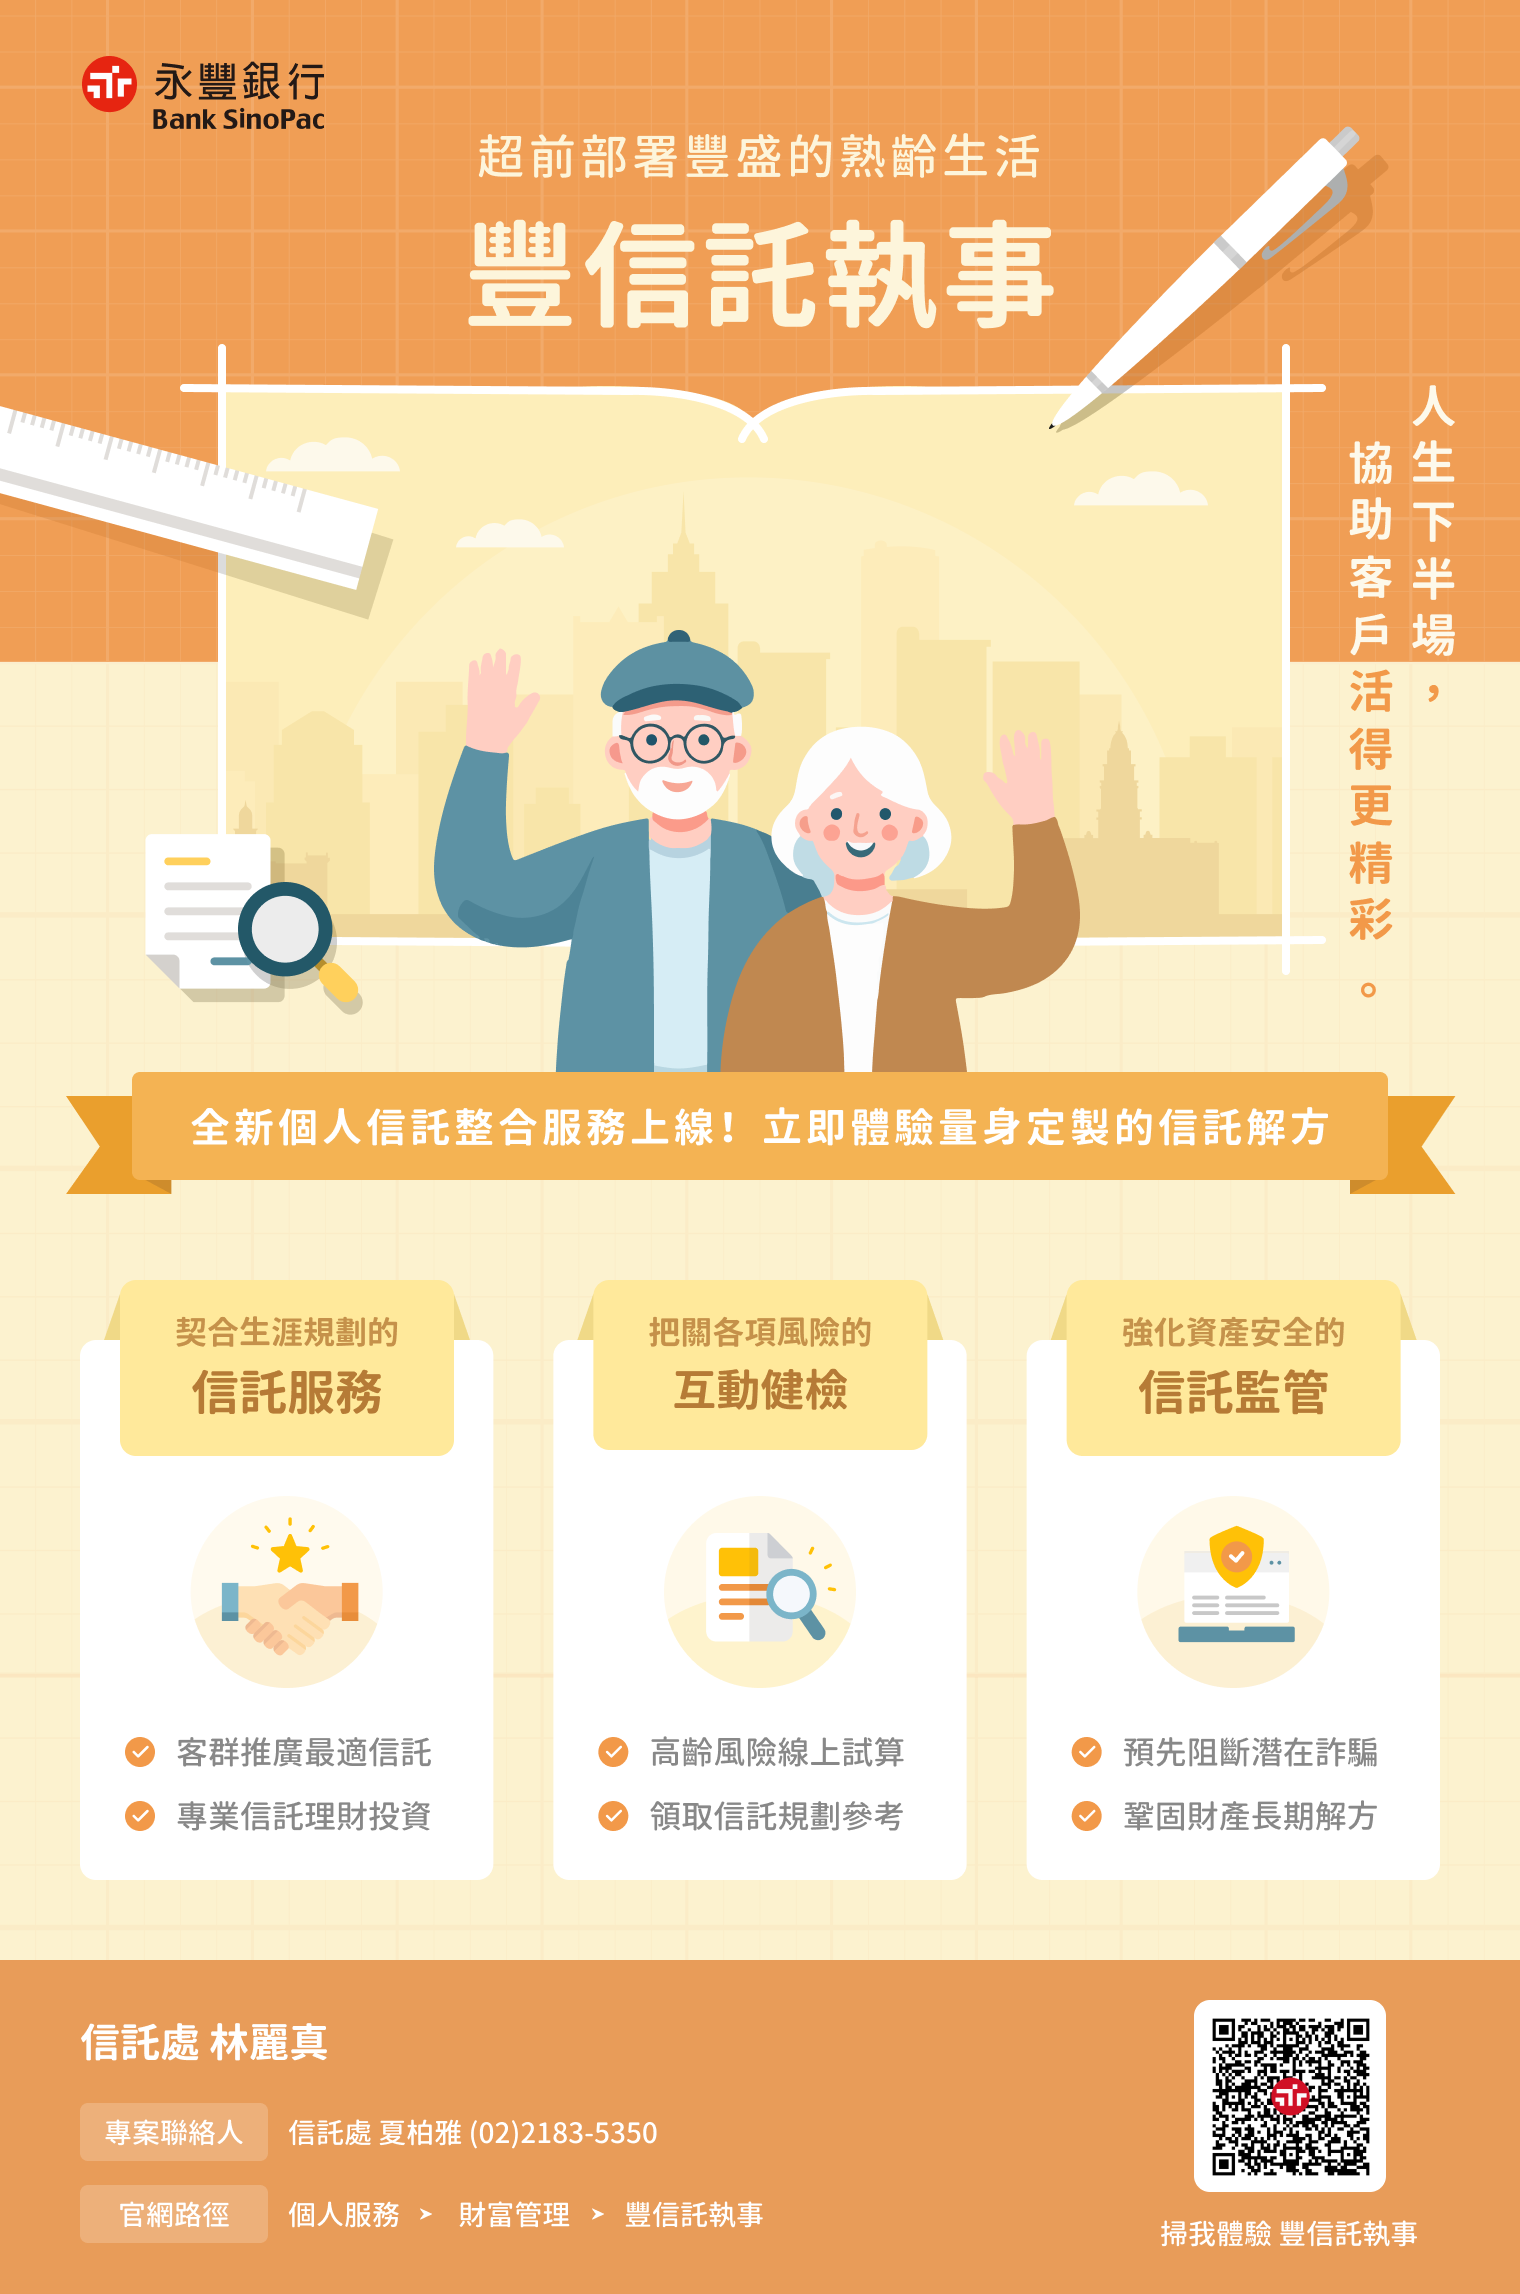 永豐銀行
Bank SinoPac
超前部署豐盛的熟齡生活
豐信託執事
人生下半場，
協助客戶活得更精彩。
全新個人信託整合服務上線！立即體驗量身定製的信託解方
契合生涯規劃的
信託服務
客群推廣最適信託
專業信託理財投資
把關各項風險的
互動健檢
高齡風險線上試算
領取信託規劃參考
強化資產安全的
信託監管
預先阻斷潛在詐騙
鞏固財產長期解方
信託處 林麗真
專案聯絡人 信託處 夏柏雅 (02)2183-5350
官網路徑 個人服務 ➤ 財富管理 ➤ 豐信託執事
掃我體驗 豐信託執事